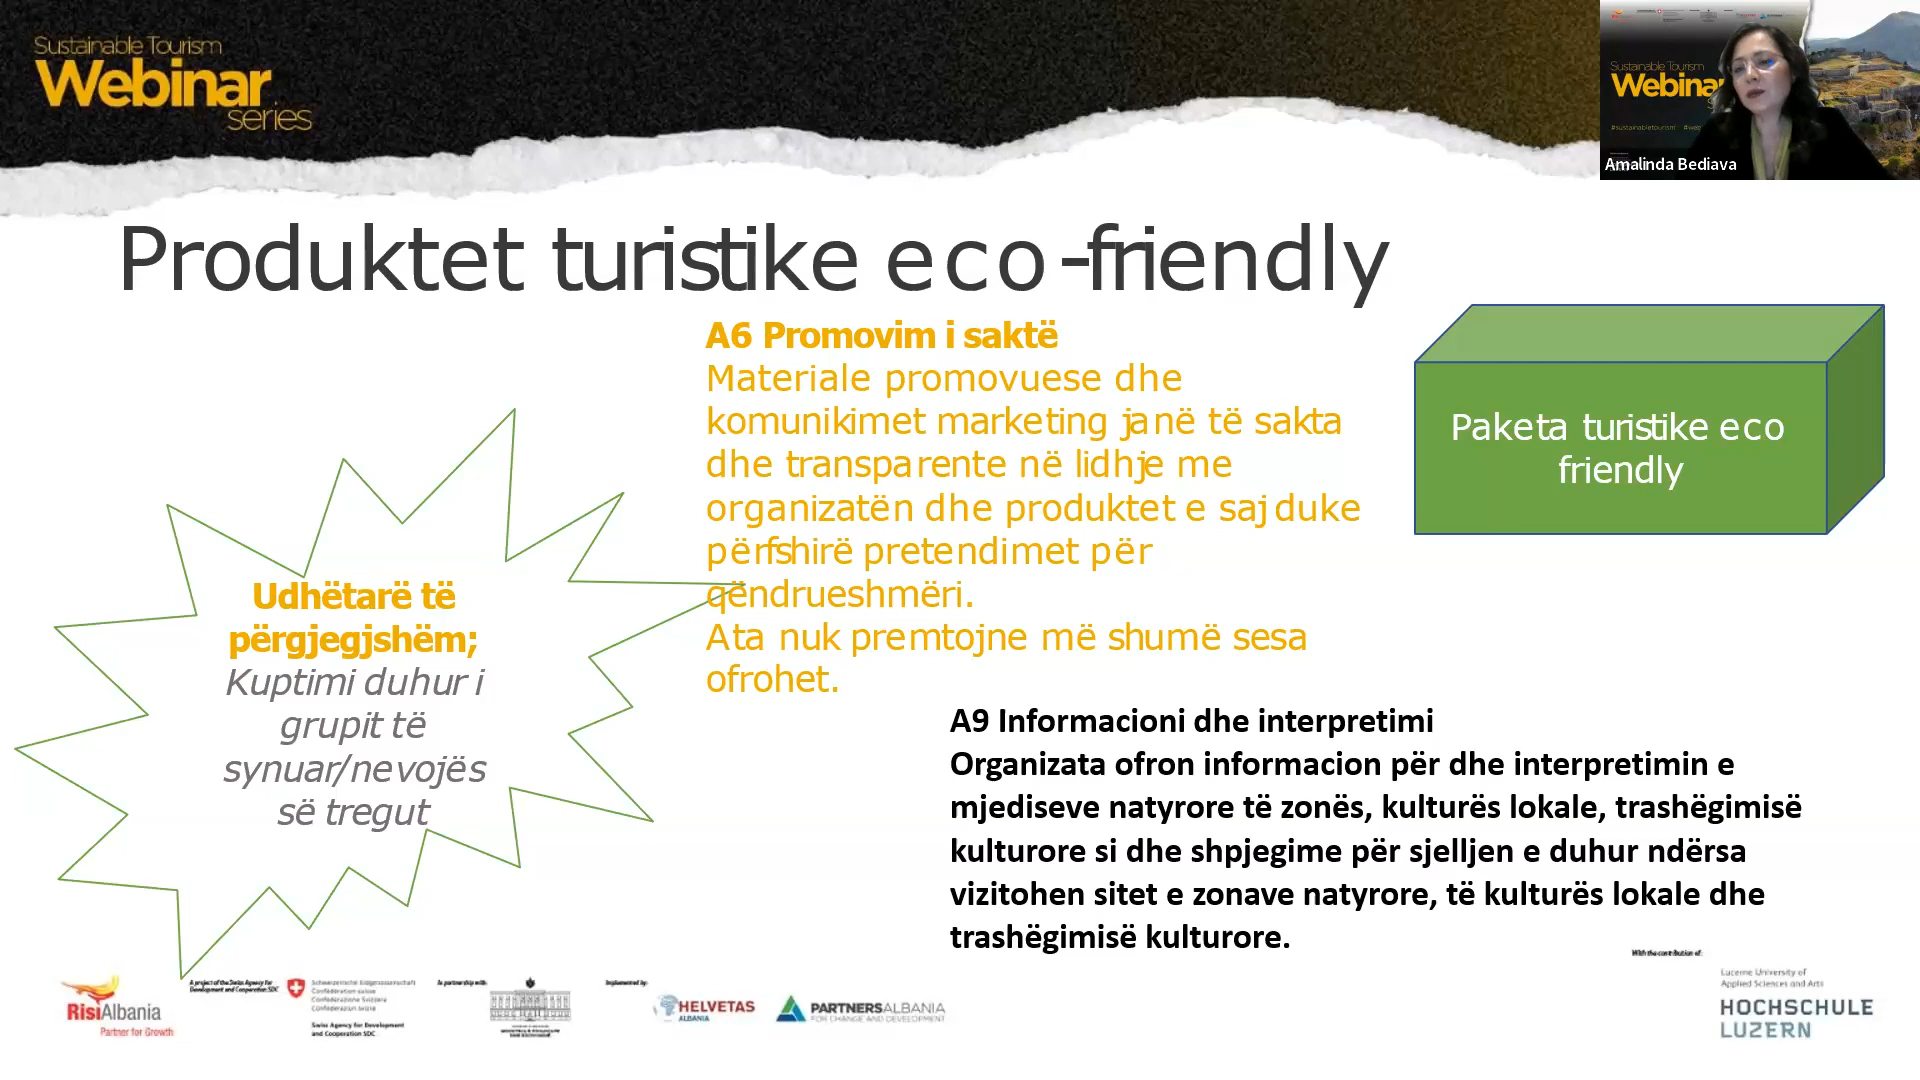 Sustainable Tourism
Webinar
series
Sustainable Tourism
Webinar
#sustainabletourism
Amalinda Bediava
Produktet turistike eco-friendly
A6 Promovim i saktë
Materiale promovuese dhe
komunikimet marketing janë të sakta
dhe transparente në lidhje me
organizatën dhe produktet e saj duke
përfshirë pretendimet për
qëndrueshmëri.
Ata nuk premtojne më shumë sesa
ofrohet.
Paketa turistike eco
friendly
Udhëtarë të
përgjegjshëm;
Kuptimi duhur i
grupit të
synuar/nevojës
së tregut
A9 Informacioni dhe interpretimi
Organizata ofron informacion për dhe interpretimin e
mjediseve natyrore të zonës, kulturës lokale, trashëgimisë
kulturore si dhe shpjegime për sjelljen e duhur ndërsa
vizitohen sitet e zonave natyrore, të kulturës lokale dhe
trashëgimisë kulturore.
RisiAlbania
Partner for Growth
A project of the Swiss Agency for
Development and Cooperation SDC
Schweizerische Eidgenossenschaft
Confédération suisse
Confederazione Svizzera
Confederaziun svizra
Swiss Agency for Development
and Cooperation SDC
In partnership with:
Implemented by:
HELVETAS
ALBANIA
PARTNERSALBANIA
FOR CHANGE AND DEVELOPMENT
With the contribution of:
Lucerne University of
Applied Sciences and Arts
HOCHSCHULE
LUZERN